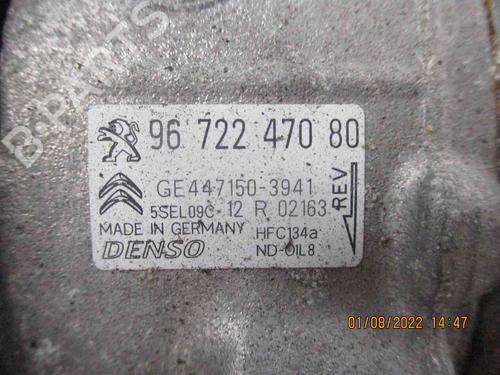 B-PARTS
96 722 470 80
GE447150-3941
5SEL09C 12 R 02163
MADE IN GERMANY HFC134a
DENSO ND-OIL8
REV
01/08/2022 14:47